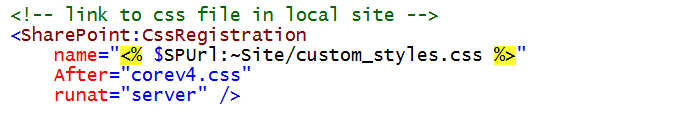 <!-- link to css file in local site -->
<SharePoint:CssRegistration
name="<% $SPUrl:~Site/custom_styles.css %>"
After="corev4.css"
runat="server" />